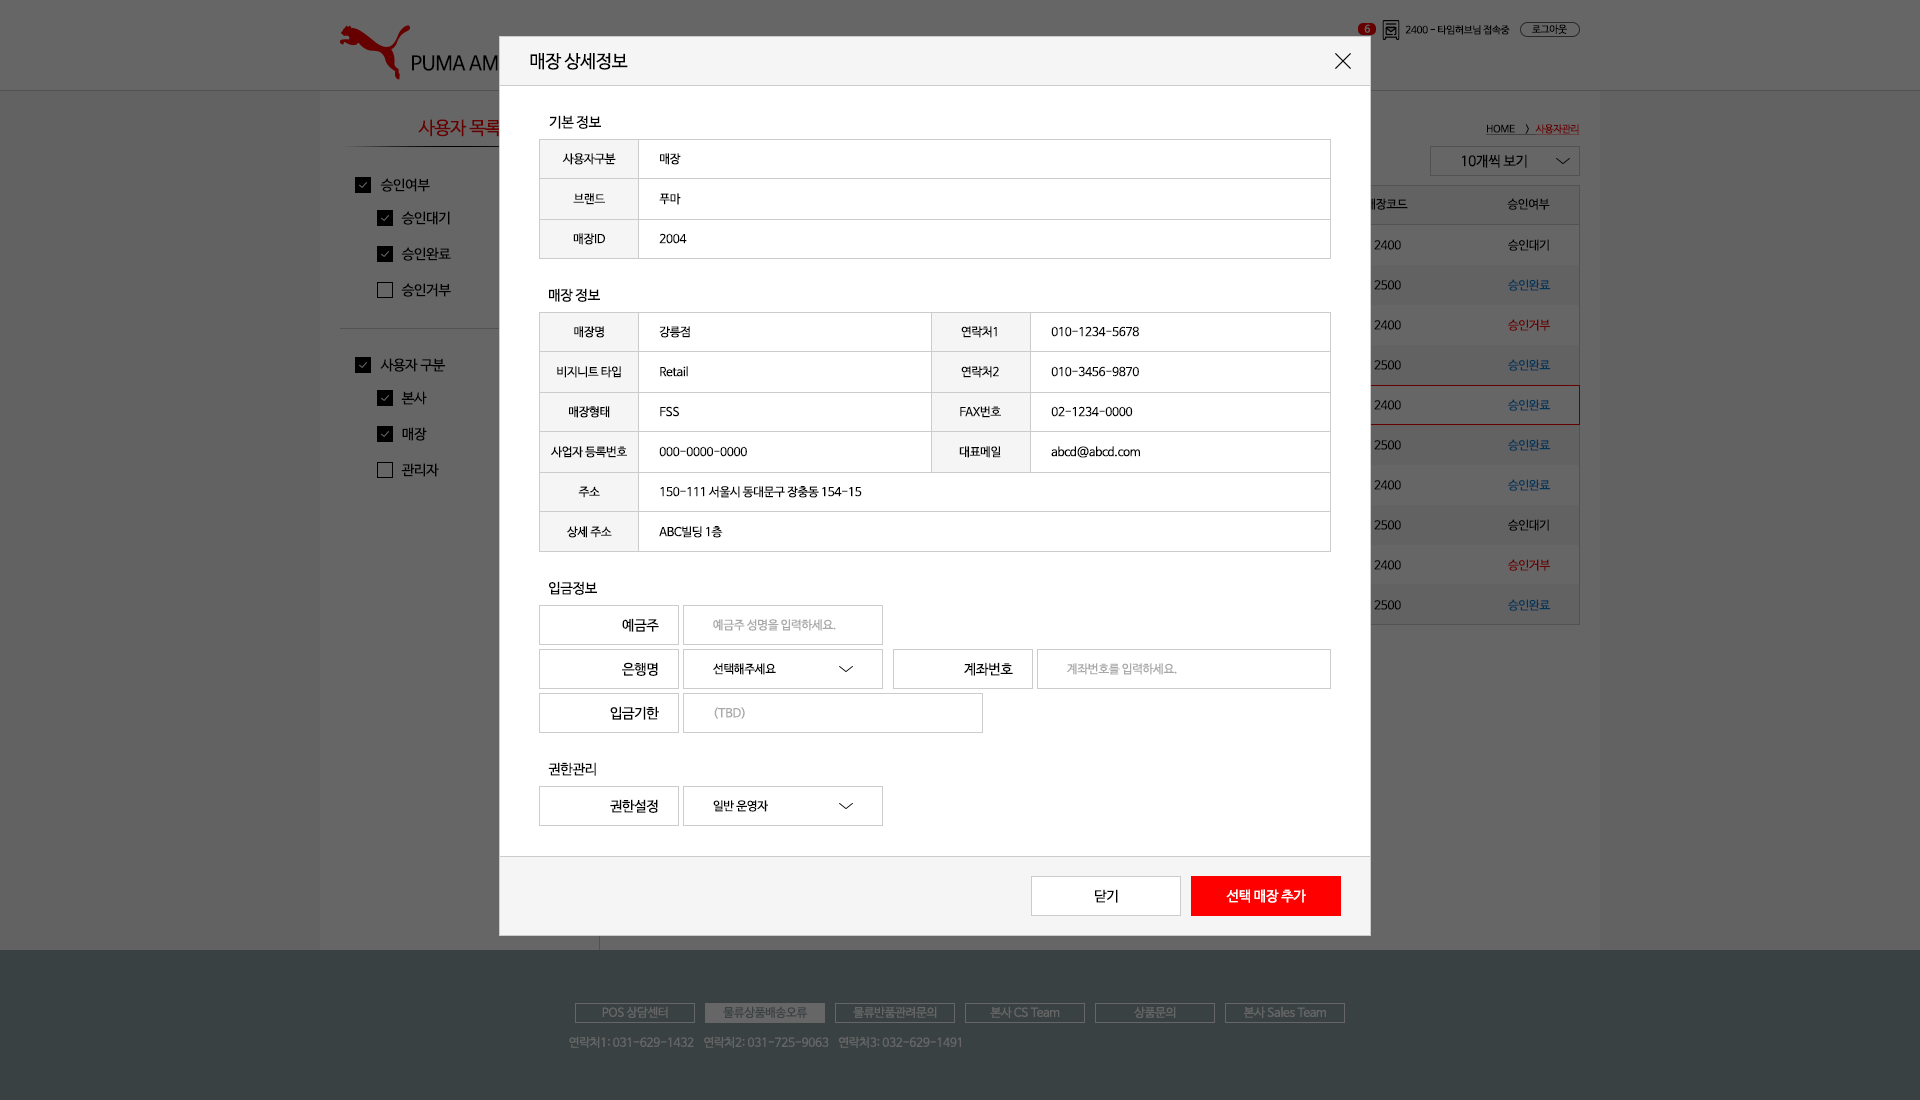 PUMA AM
6
2400 - 타임허브님 접속중
로그아웃
매장 상세정보
사용자 목록
승인여부
승인대기
승인완료
승인거부
사용자 구분
본사
매장
관리자
HOME > 사용자관리
10개씩 보기
매장코드 승인여부
2400 승인대기
2500 승인완료
2400 승인거부
2500 승인완료
2400 승인완료
2500 승인완료
2400 승인완료
2500 승인대기
2400 승인거부
2500 승인완료
기본 정보
사용자구분 매장
브랜드 푸마
매장ID 2004
매장 정보
매장명 강릉점 연락처1 010-1234-5678
비지니트 타입 Retail 연락처2 010-3456-9870
매장형태 FSS FAX번호 02-1234-0000
사업자 등록번호 000-0000-0000 대표메일 abcd@abcd.com
주소 150-111 서울시 동대문구 장충동 154-15
상세 주소 ABC빌딩 1층
입금정보
예금주 예금주 성명을 입력하세요.
은행명 선택해주세요 계좌번호 계좌번호를 입력하세요.
입금기한 (TBD)
권한관리
권한설정 일반 운영자
닫기 선택 매장 추가
POS 상담센터 물류상품배송오류 물류반품관려문의 본사 CS Team 상품문의 본사 Sales Team
연락처1: 031-629-1432 연락처2: 031-725-9063 연락처3: 032-629-1491